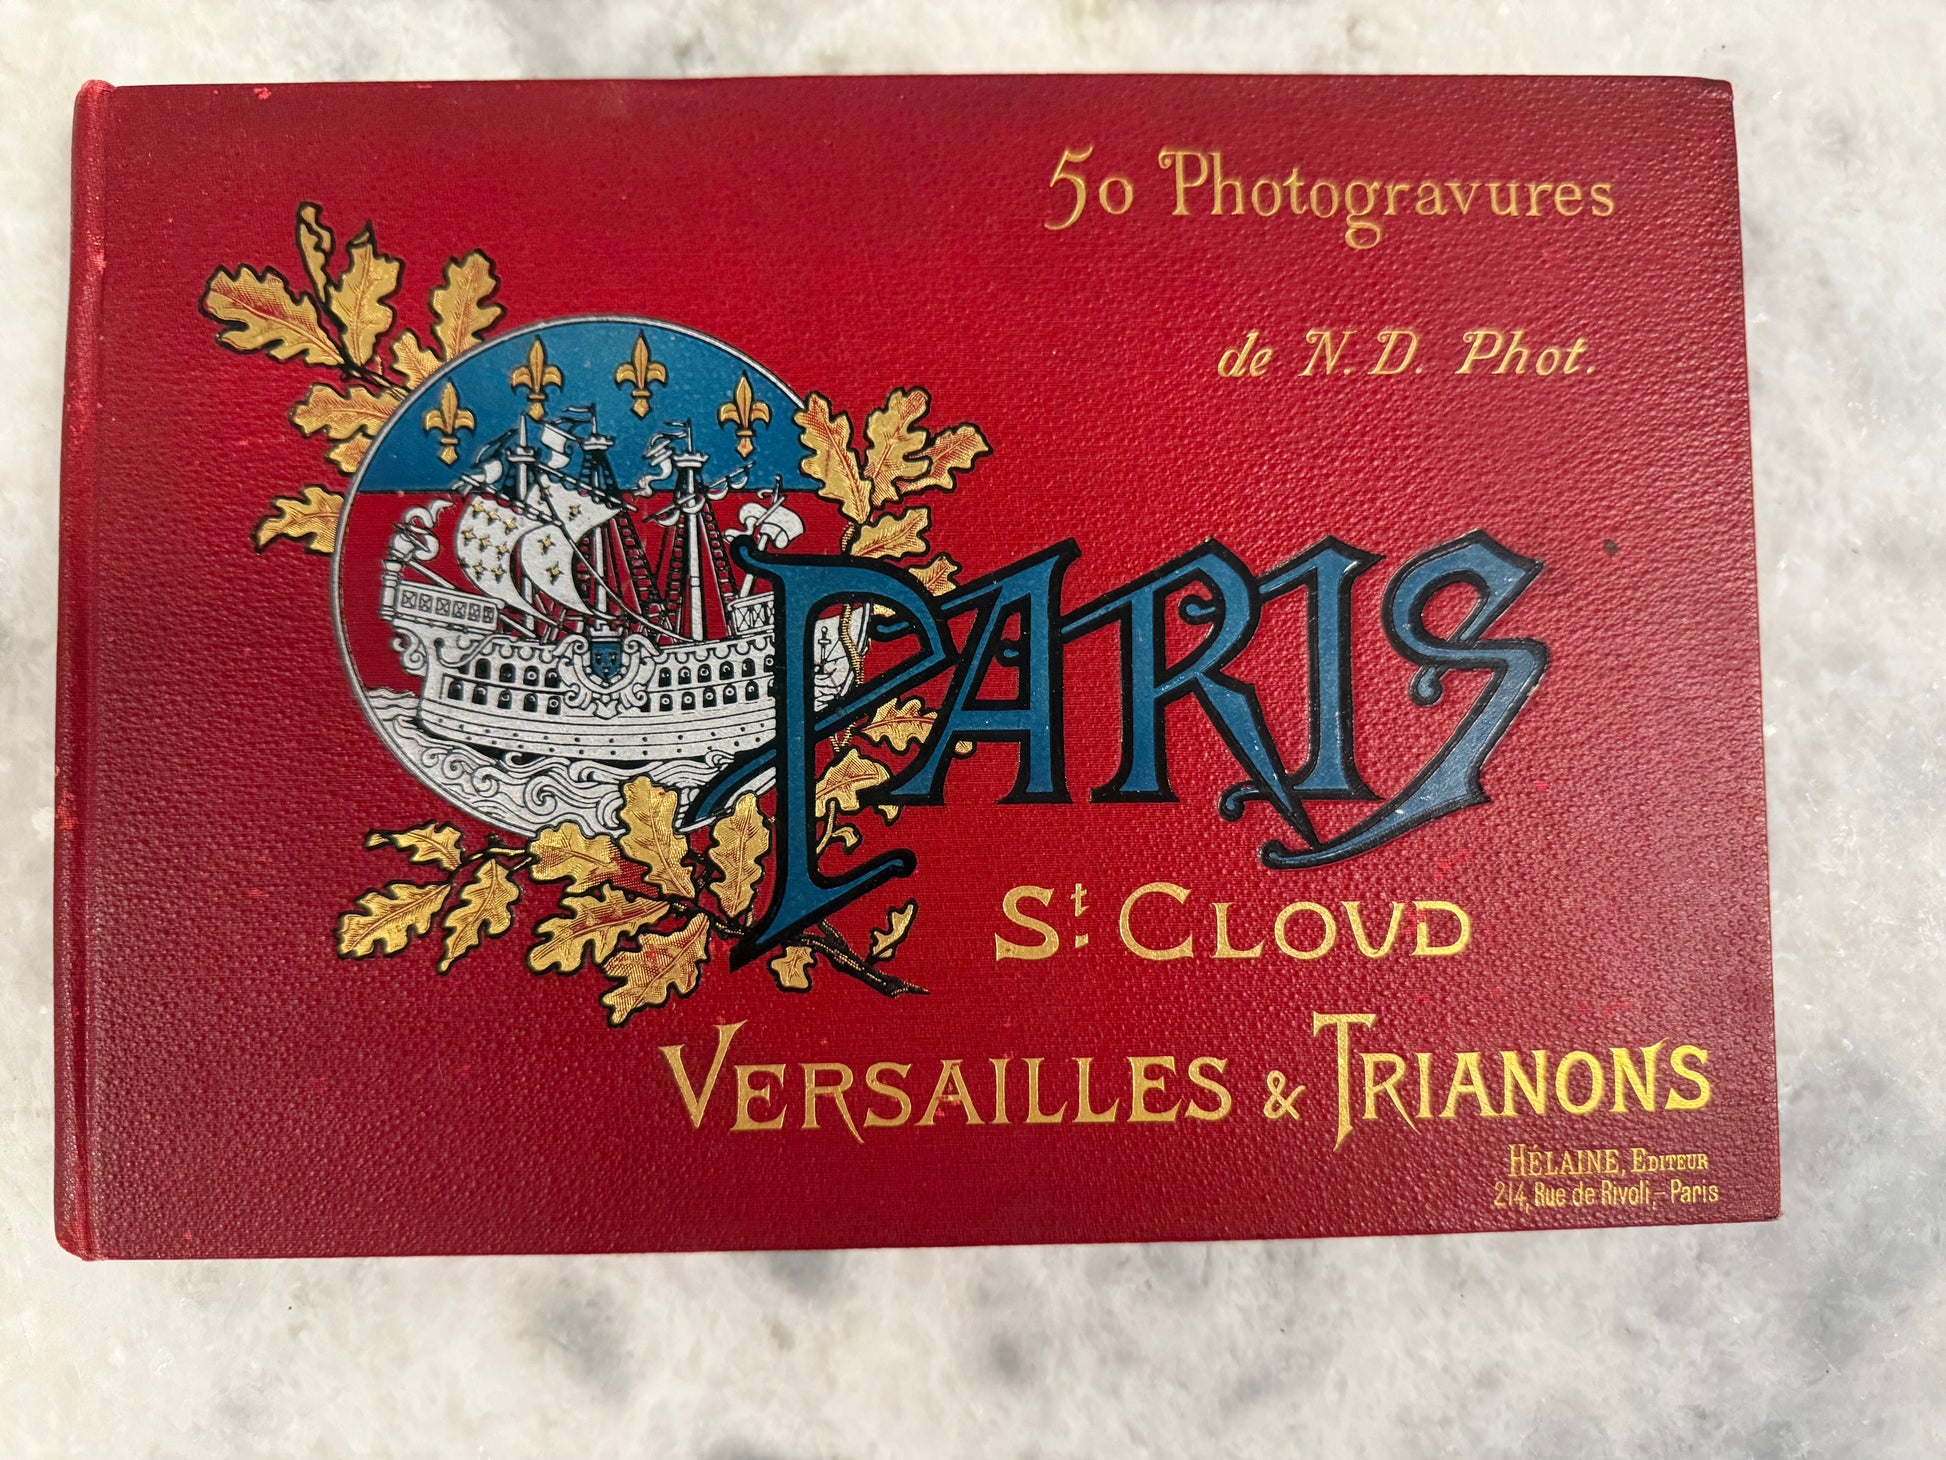 50 Photogravures
de N. D. Phot.
PARIS
St. CLOUD
VERSAILLES & TRIANONS
HÉLAINE, EDITEUR
214, Rue de Rivoli, – Paris